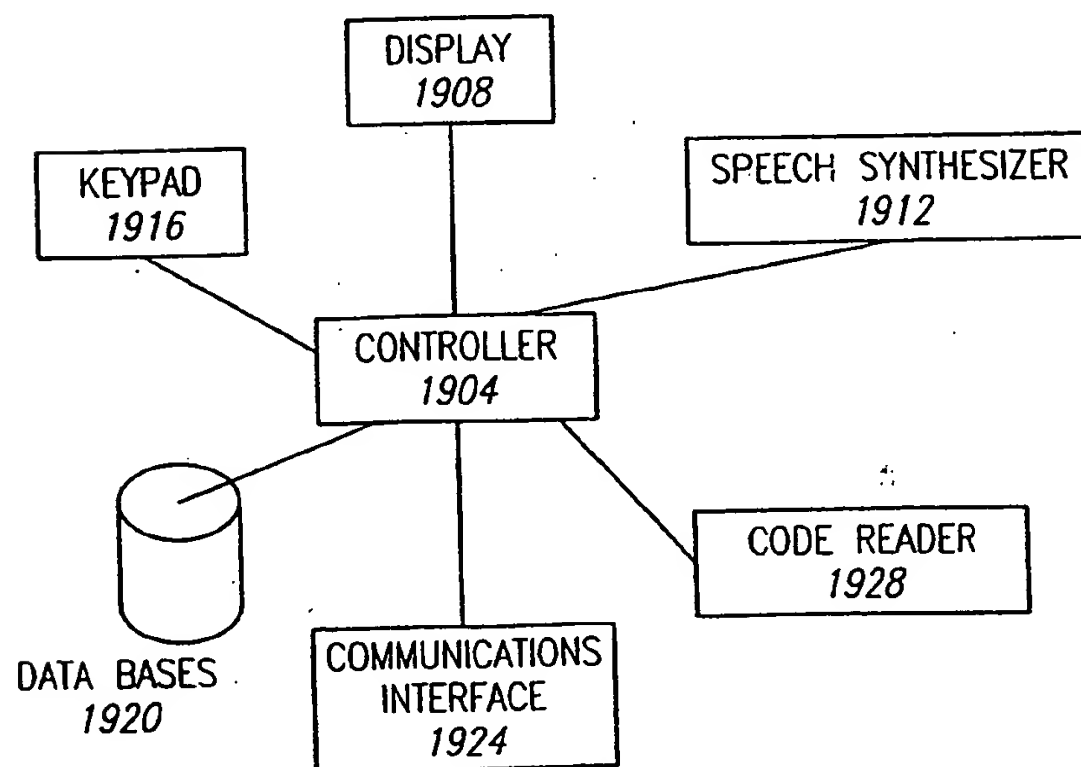 DISPLAY
1908
KEYPAD
1916
SPEECH SYNTHESIZER
1912
CONTROLLER
1904
CODE READER
1928
DATA BASES
1920
COMMUNICATIONS
INTERFACE
1924